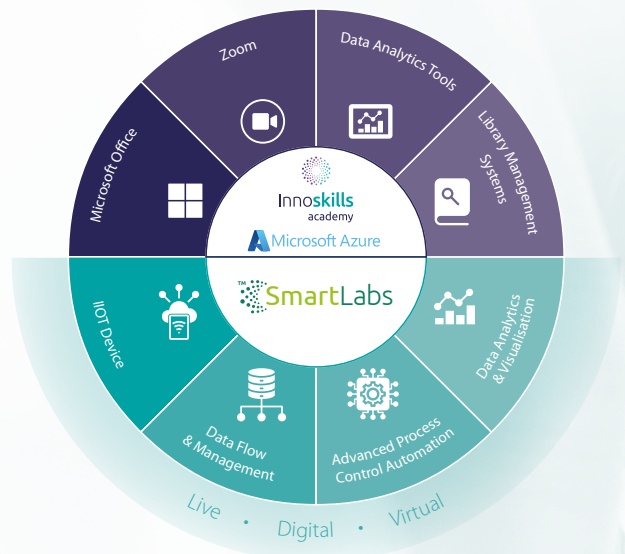 Zoom
Data Analytics Tools
Microsoft Office
Library Management
Systems
Innoskills
academy
Microsoft Azure
™
SmartLabs
IIOT Device
Data Analytics
& Visualisation
Data Flow
& Management
Advanced Process
Control Automation
Live • Digital • Virtual